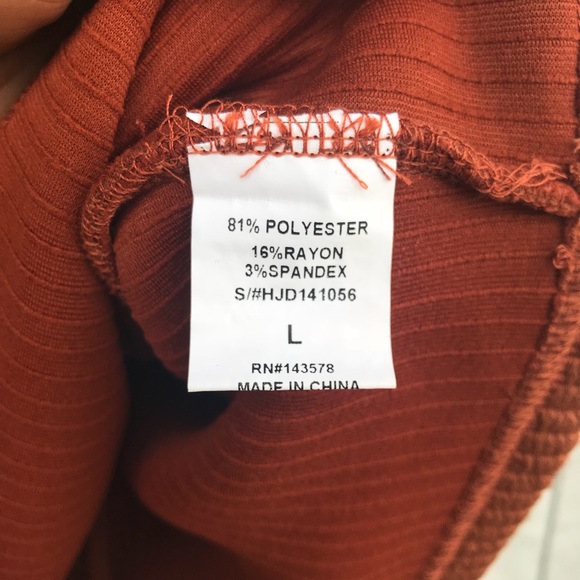 81% POLYESTER
16%RAYON
3%SPANDEX
S/#HJD141056
L
RN#143578
MADE IN CHINA